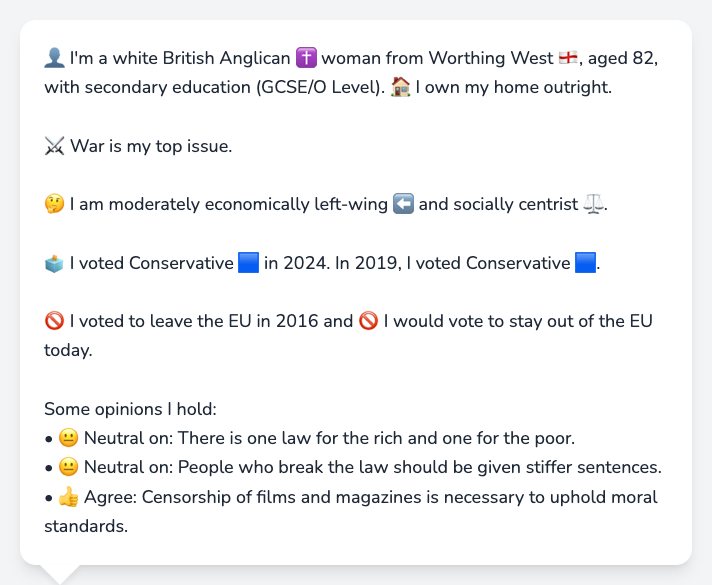 👤 I'm a white British Anglican ✝️ woman from Worthing West 🏴󠁧󠁢󠁥󠁮󠁧󠁿, aged 82,
with secondary education (GCSE/O Level). 🏠 I own my home outright.
⚔️ War is my top issue.
🤔 I am moderately economically left-wing ⬅️ and socially centrist ⚖️.
🗳️ I voted Conservative 🟦 in 2024. In 2019, I voted Conservative 🟦.
🚫 I voted to leave the EU in 2016 and 🚫 I would vote to stay out of the EU
today.
Some opinions I hold:
• 😐 Neutral on: There is one law for the rich and one for the poor.
• 😐 Neutral on: People who break the law should be given stiffer sentences.
• 👍 Agree: Censorship of films and magazines is necessary to uphold moral
standards.